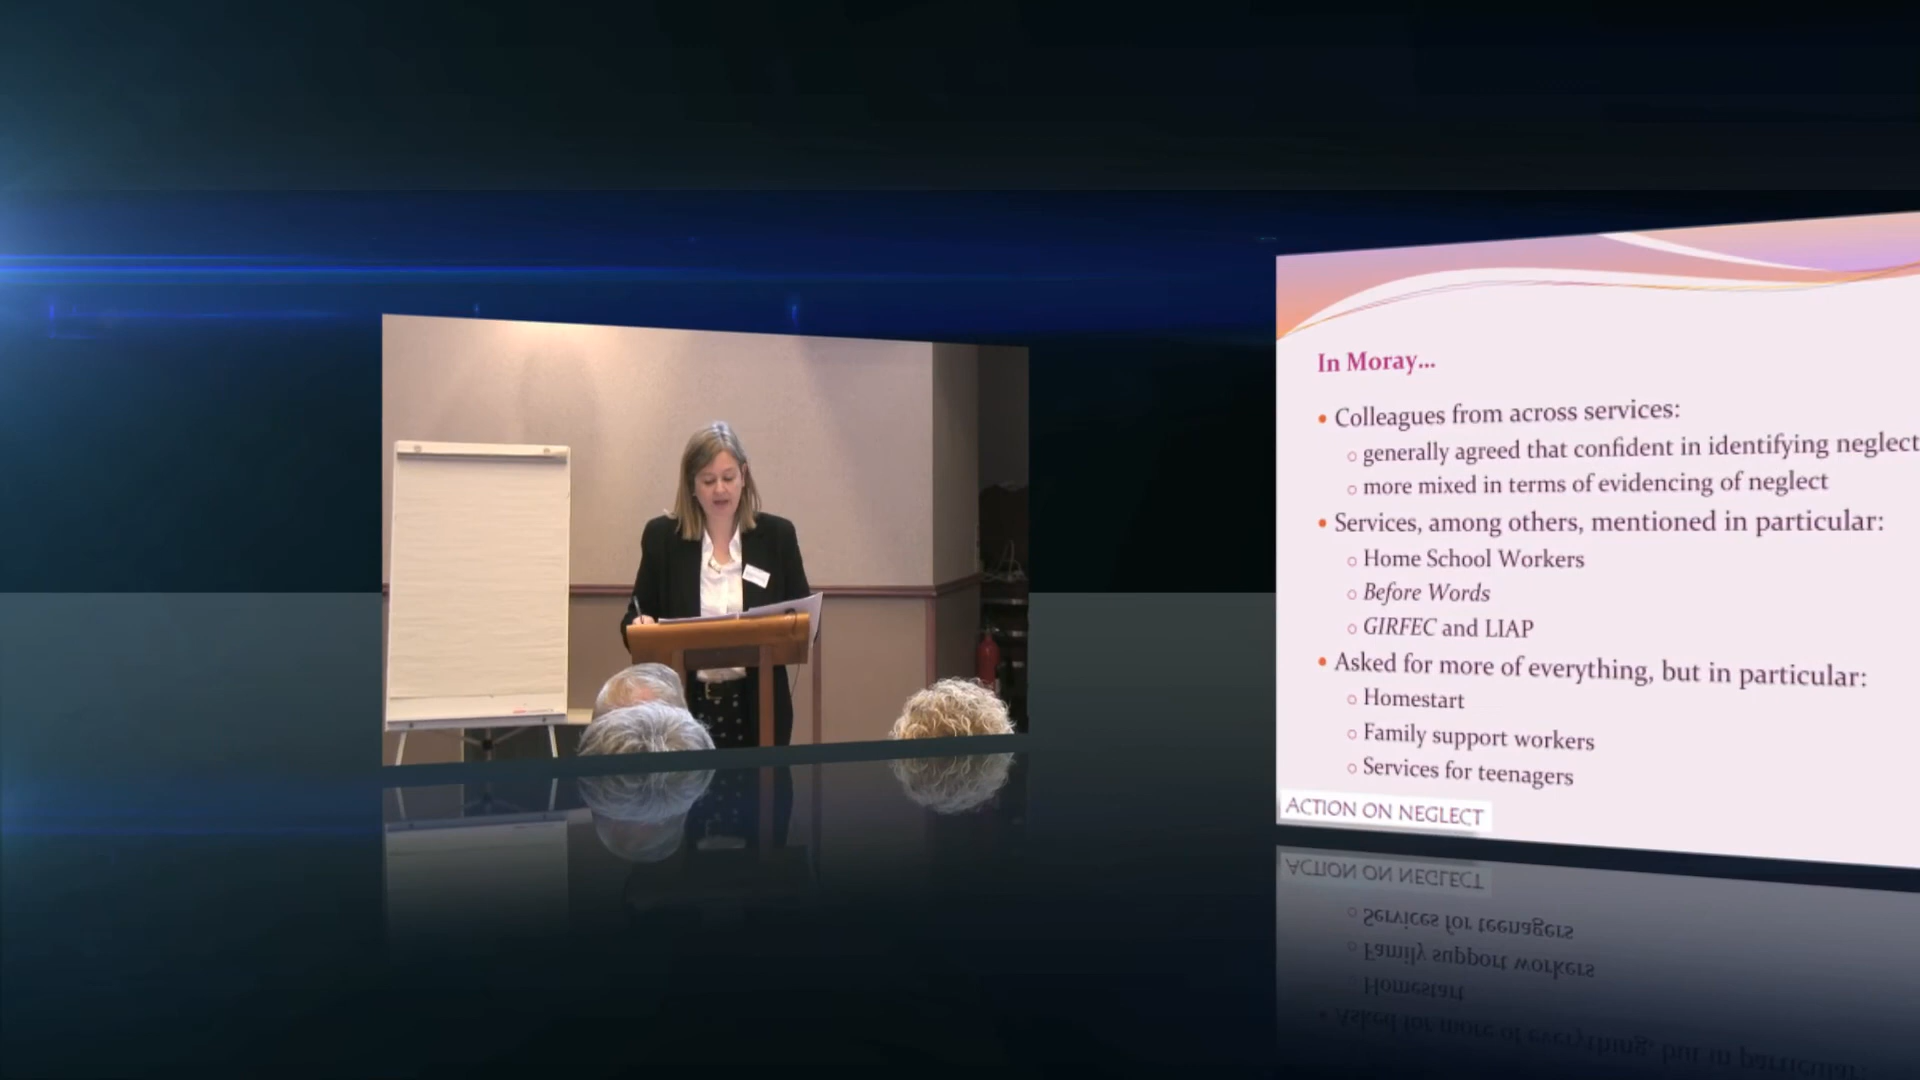 In Moray...
• Colleagues from across services:
○ generally agreed that confident in identifying neglect
○ more mixed in terms of evidencing of neglect
• Services, among others, mentioned in particular:
○ Home School Workers
○ Before Words
○ GIRFEC and LIAP
• Asked for more of everything, but in particular:
○ Homestart
○ Family support workers
○ Services for teenagers
ACTION ON NEGLECT